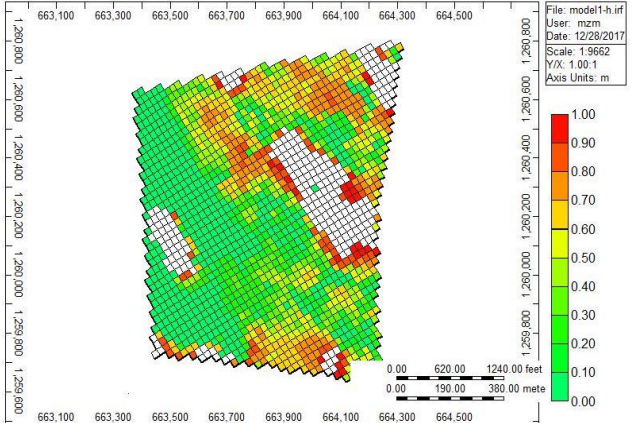 663,100 663,300 663,500 663,700 663,900 664,100 664,300 664,500
File: model1-h.irf
User: mzm
Date: 12/28/2017
Scale: 1:9662
Y/X: 1.00:1
Axis Units: m
1,260,800 1,260,800
1,260,600 1,260,600
1,260,400 1,260,400
1,260,200 1,260,200
1,260,000 1,260,000
1,259,800 1,259,800
1,259,600
1.00
0.90
0.80
0.70
0.60
0.50
0.40
0.30
0.20
0.10
0.00
0.00 620.00 1240.00 feet
0.00 190.00 380.00 mete
663,100 663,300 663,500 663,700 663,900 664,100 664,300 664,500